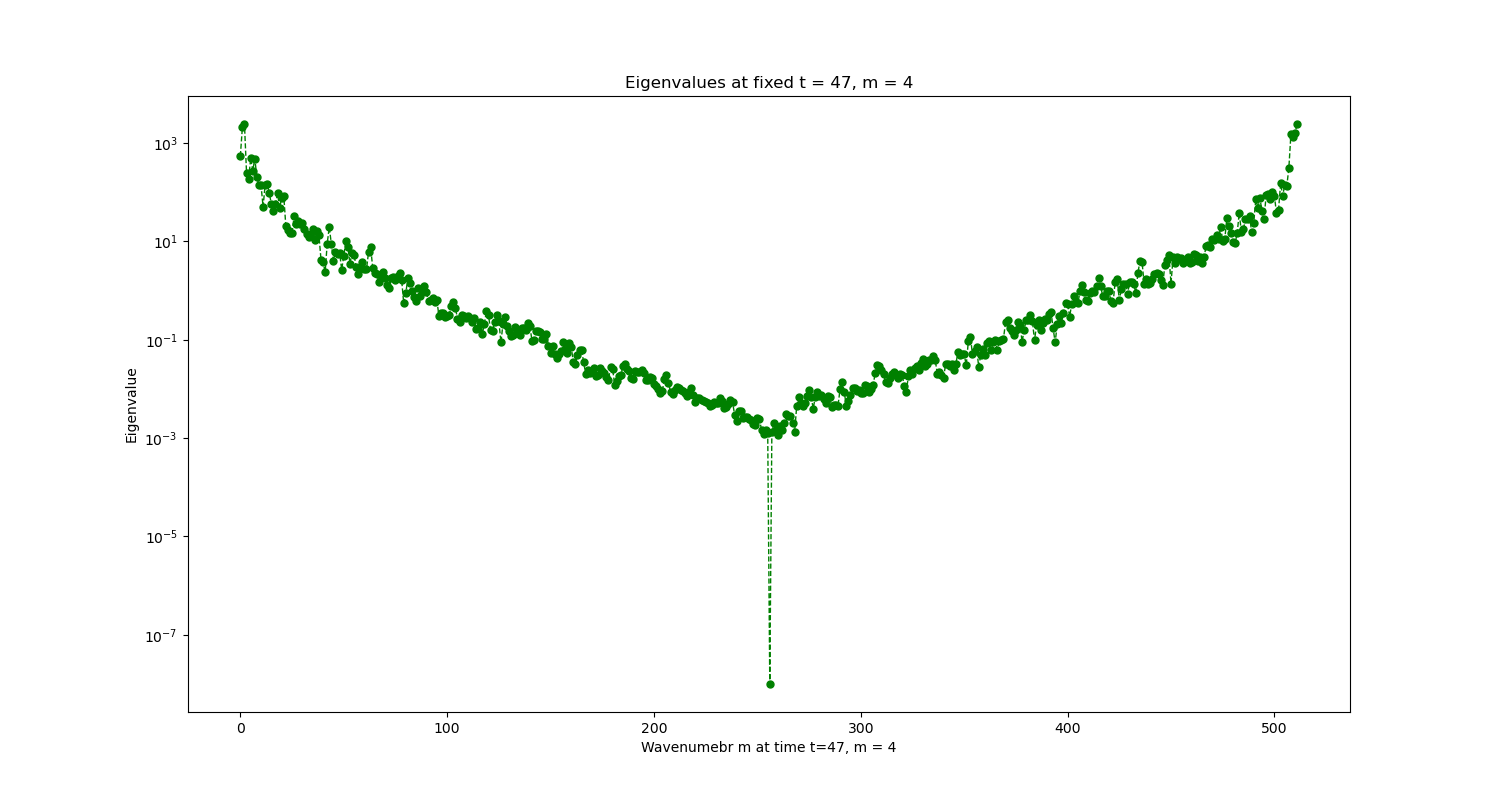 Eigenvalues at fixed t = 47, m = 4
Eigenvalue
10³
10¹
10⁻¹
10⁻³
10⁻⁵
10⁻⁷
0 100 200 300 400 500
Wavenumebr m at time t=47, m = 4